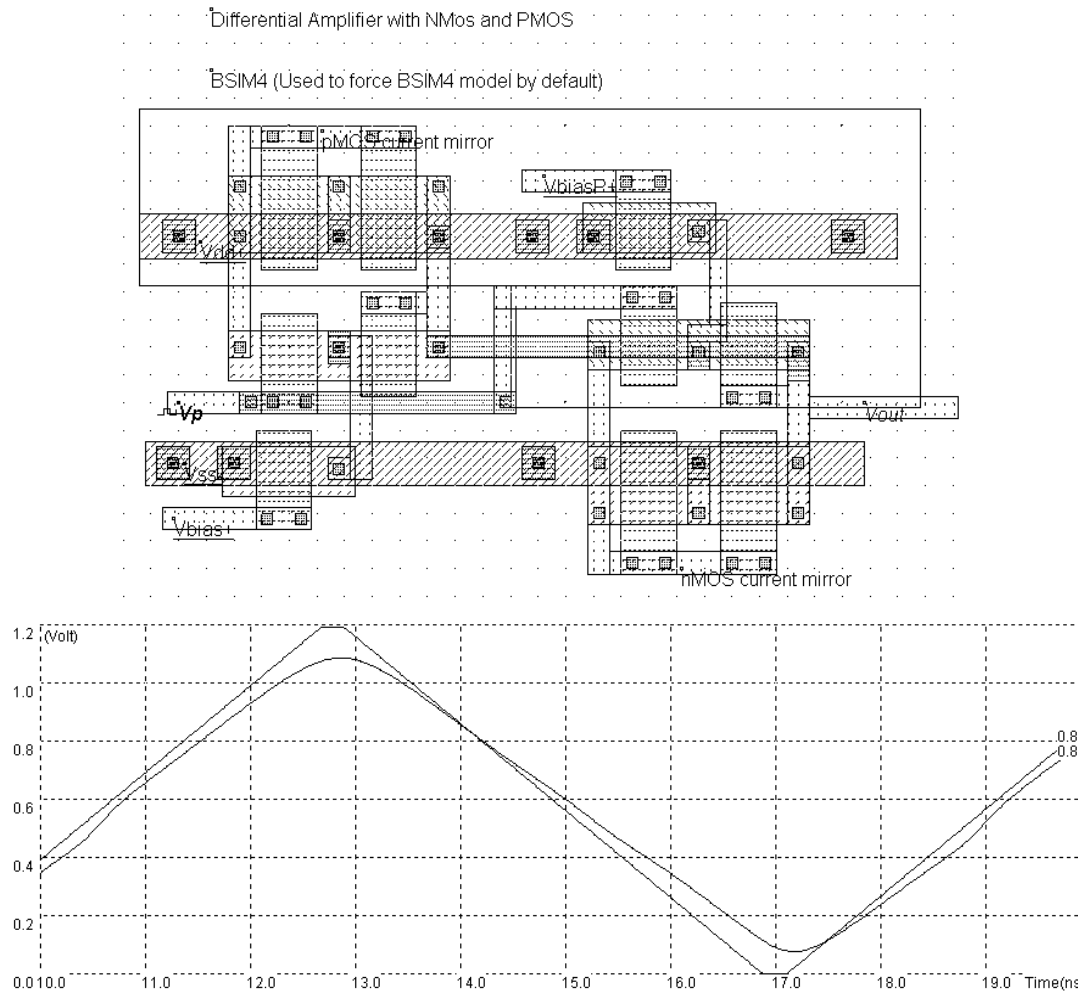 Differential Amplifier with NMos and PMOS
BSIM4 (Used to force BSIM4 model by default)
pMOS current mirror
VbiasP+
Vdd+
Vp
Vout
Vss-
Vbias+
nMOS current mirror
1.2
(Volt)
1.0
0.8
0.8
0.8
0.6
0.4
0.2
0.0 10.0 11.0 12.0 13.0 14.0 15.0 16.0 17.0 18.0 19.0 Time(ns